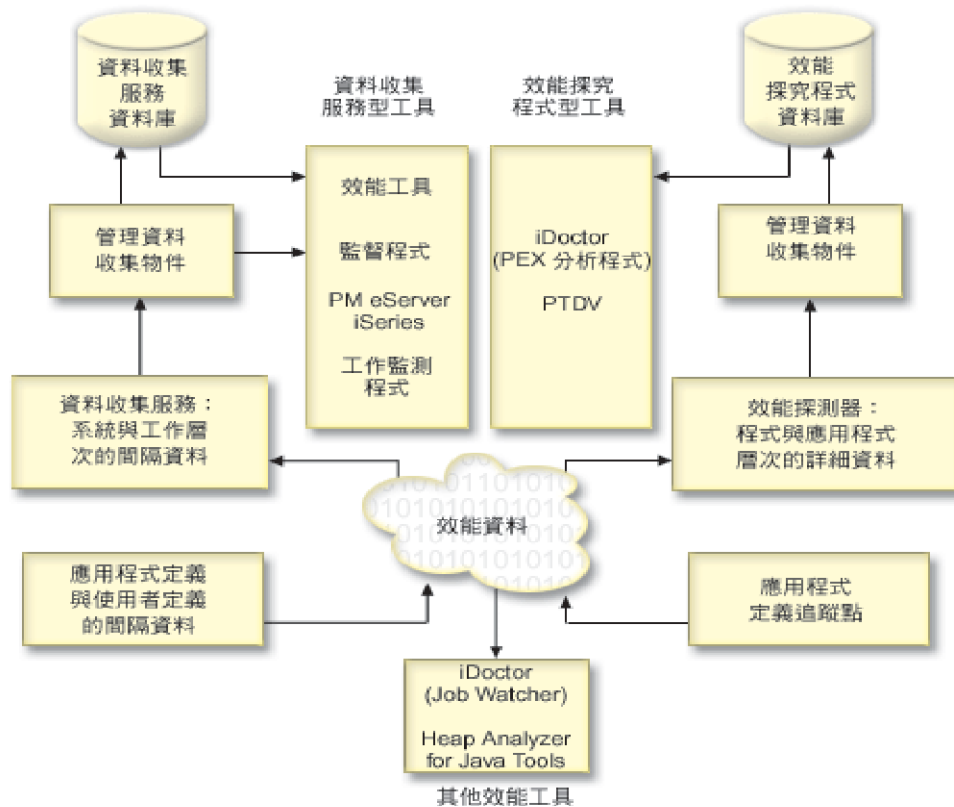 資料收集
服務
資料庫
資料收集
服務型工具
效能探究
程式型工具
效能
探究程式
資料庫
管理資料
收集物件
效能工具
監督程式
PM eServer
iSeries
工作監測
程式
iDoctor
(PEX 分析程式)
PTDV
管理資料
收集物件
資料收集服務：
系統與工作層
次的間隔資料
效能探測器：
程式與應用程式
層次的詳細資料
效能資料
應用程式定義
與使用者定義
的間隔資料
應用程式
定義追蹤點
iDoctor
(Job Watcher)
Heap Analyzer
for Java Tools
其他效能工具